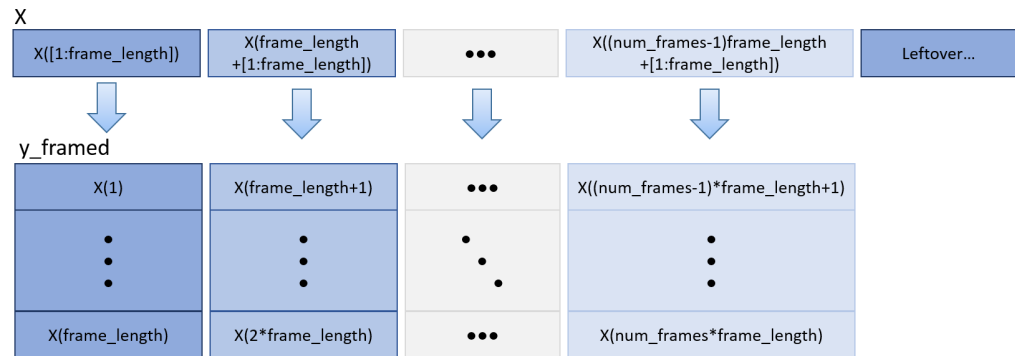 X
X([1:frame_length])
X(frame_length
+[1:frame_length])
•••
X((num_frames-1)frame_length
+[1:frame_length])
Leftover...
y_framed
X(1)
X(frame_length+1)
•••
X((num_frames-1)*frame_length+1)
X(frame_length)
X(2*frame_length)
•••
X(num_frames*frame_length)